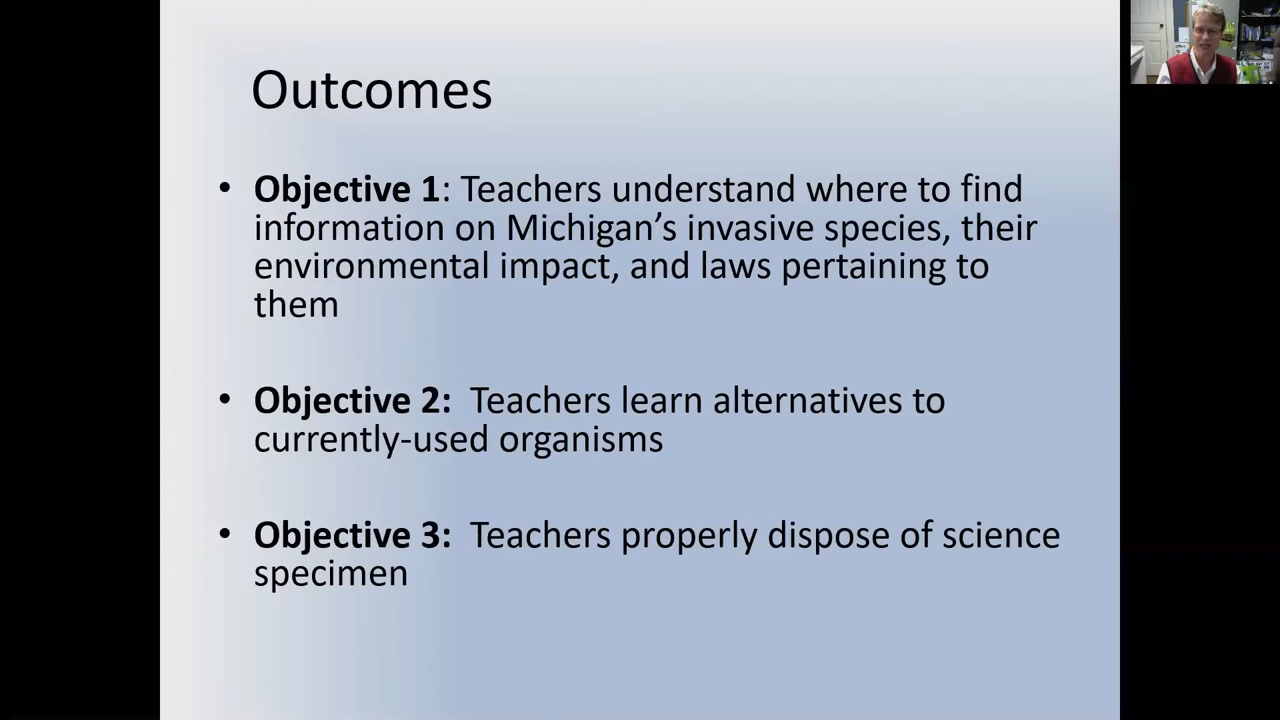 Outcomes
• Objective 1: Teachers understand where to find
information on Michigan’s invasive species, their
environmental impact, and laws pertaining to
them
• Objective 2:  Teachers learn alternatives to
currently-used organisms
• Objective 3:  Teachers properly dispose of science
specimen